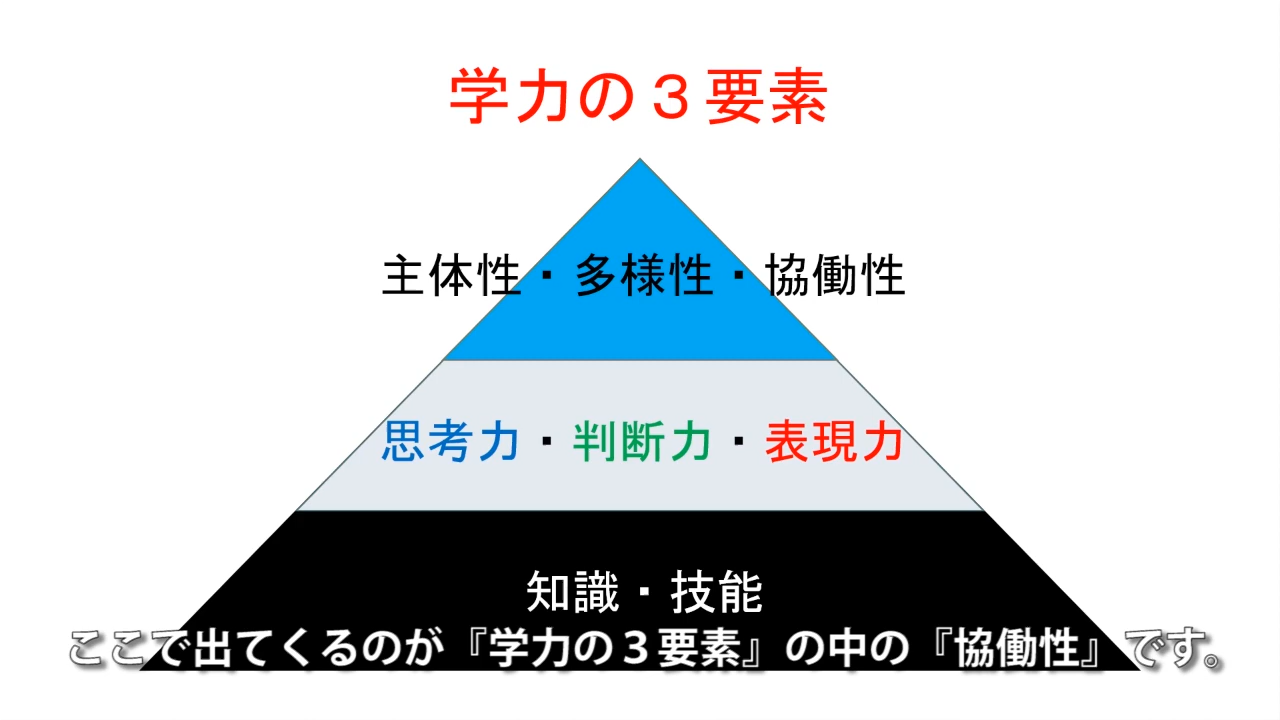 学力の３要素
主体性・多様性・協働性
思考力・判断力・表現力
知識・技能
ここで出てくるのが『学力の３要素』の中の『協働性』です。